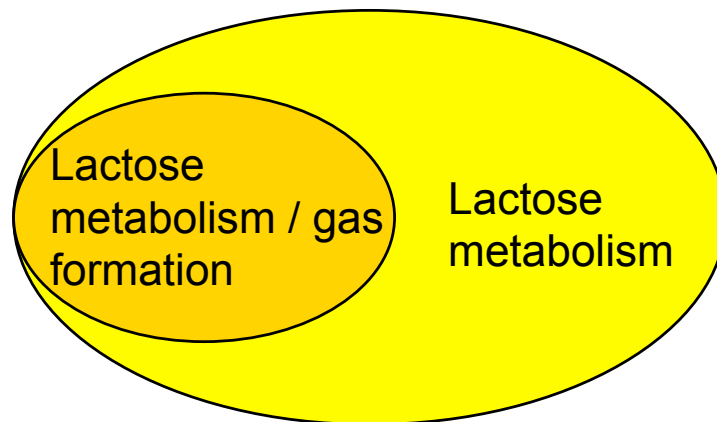 Lactose
metabolism / gas
formation
Lactose
metabolism